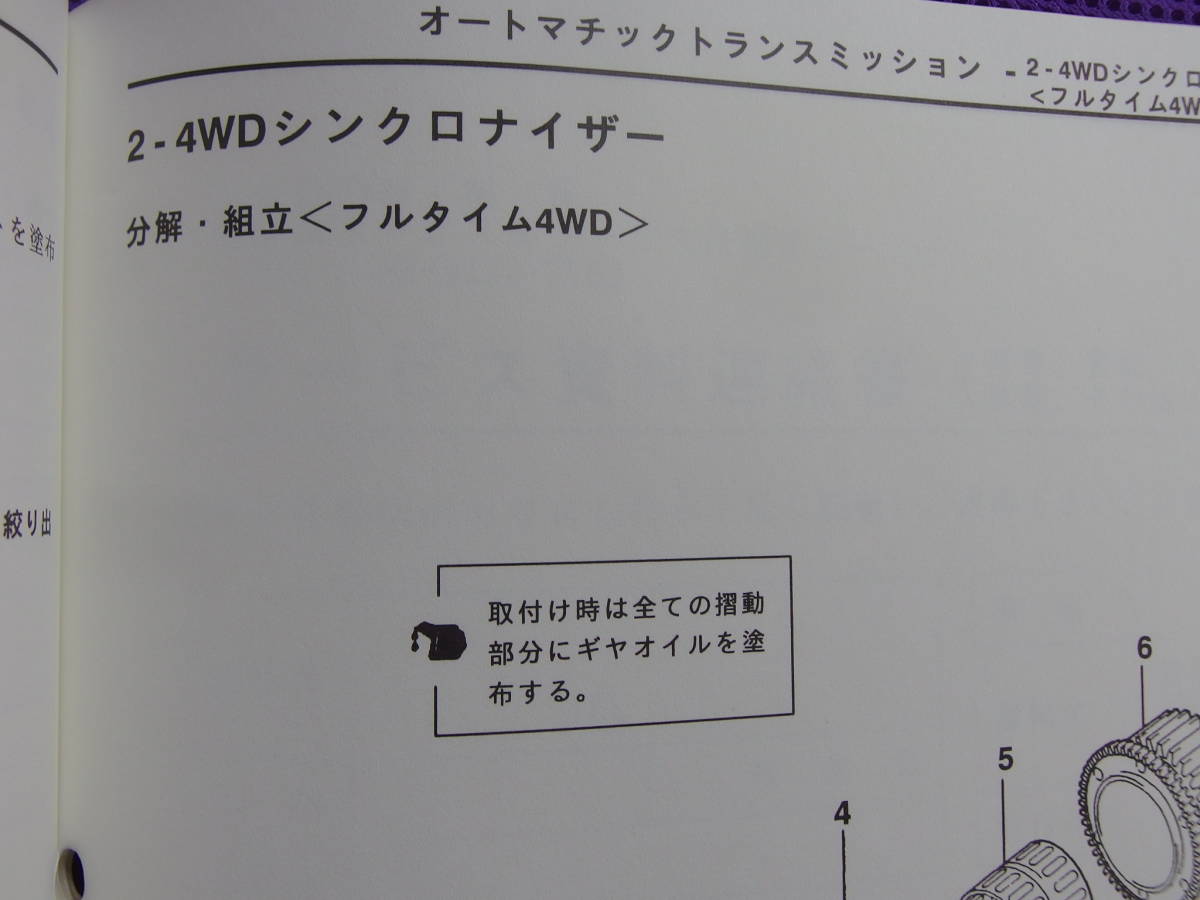 オートマチックトランスミッション - 2-4WDシンクロ
<フルタイム4W
2-4WDシンクロナイザー
分解・組立<フルタイム4WD>
を塗布
絞り出
取付け時は全ての摺動
部分にギヤオイルを塗
布する。
6
5
4